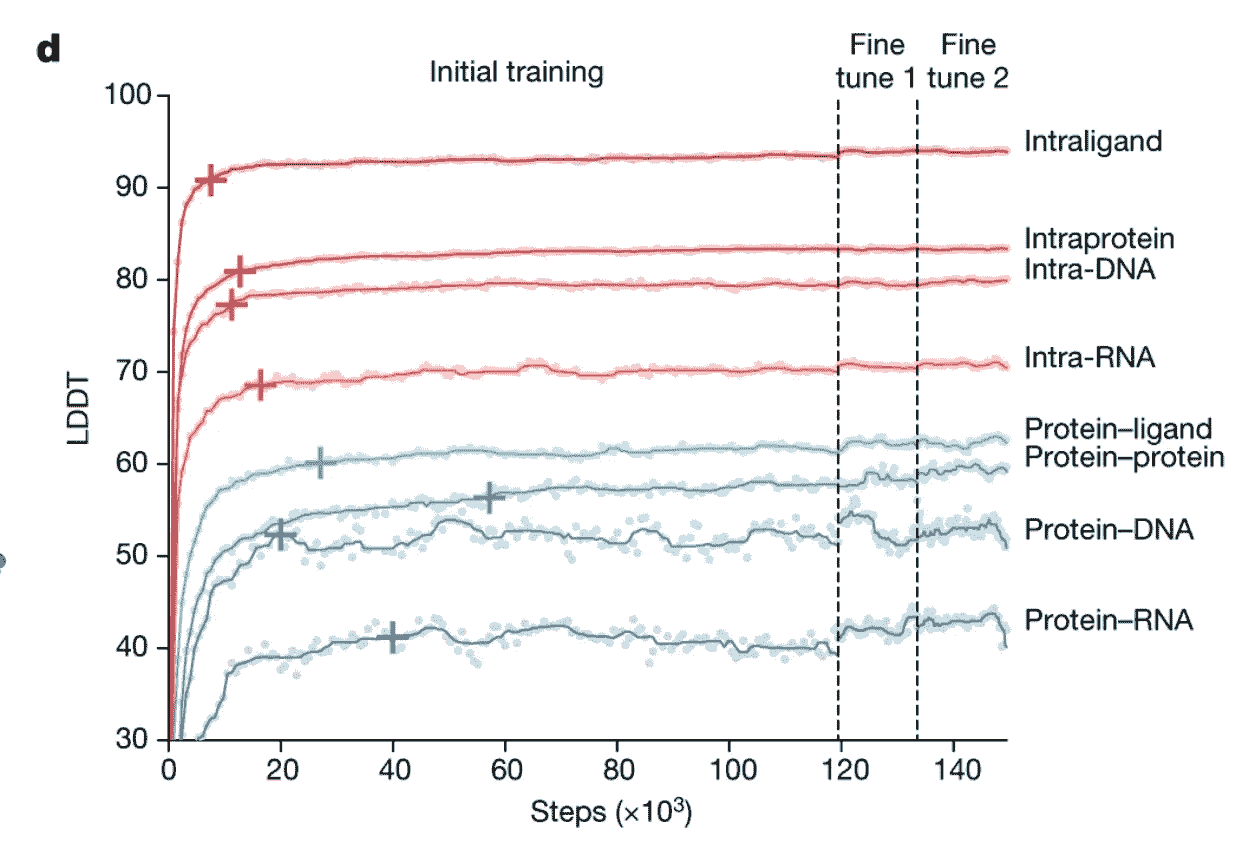 d
Initial training
Fine
tune 1
Fine
tune 2
100
90
80
70
60
50
40
30
LDDT
Intraligand
Intraprotein
Intra-DNA
Intra-RNA
Protein–ligand
Protein–protein
Protein–DNA
Protein–RNA
0 20 40 60 80 100 120 140
Steps (×10³)